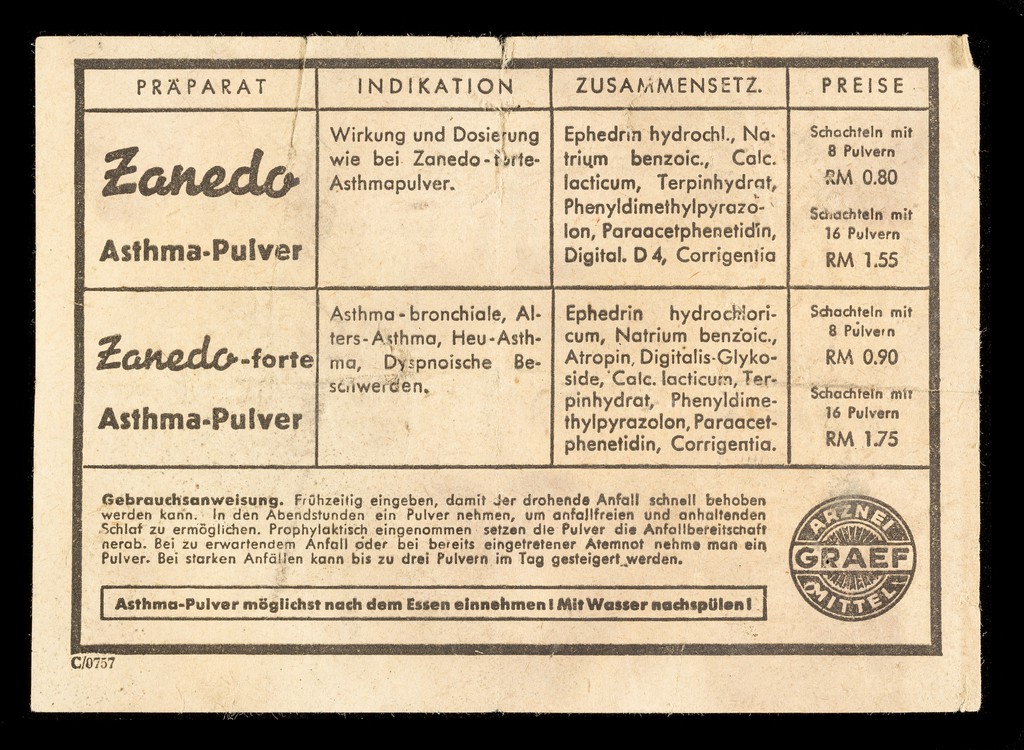 PRÄPARAT
INDIKATION
ZUSAMMENSETZ.
PREISE
Zanedo
Asthma-Pulver
Wirkung und Dosierung
wie bei Zanedo-forte-
Asthmapulver.
Ephedrin hydrochl., Na-
trium benzoic., Calc.
lacticum, Terpinhydrat,
Phenyldimethylpyrazo-
lon, Paraacetphenetidin,
Digital. D 4, Corrigentia
Schachteln mit
8 Pulvern
RM 0.80
Schachteln mit
16 Pulvern
RM 1.55
Zanedo-forte
Asthma-Pulver
Asthma-bronchiale, Al-
ters-Asthma, Heu-Asth-
ma, Dyspnoische Be-
schwerden.
Ephedrin hydrochlori-
cum, Natrium benzoic.,
Atropin, Digitalis-Glyko-
side, Calc. lacticum, Ter-
pinhydrat, Phenyldime-
thylpyrazolon, Paraacet-
phenetidin, Corrigentia.
Schachteln mit
8 Pulvern
RM 0.90
Schachteln mit
16 Pulvern
RM 1.75
Gebrauchsanweisung. Frühzeitig eingeben, damit der drohende Anfall schnell behoben
werden kann. In den Abendstunden ein Pulver nehmen, um anfallfreien und anhaltenden
Schlaf zu ermöglichen. Prophylaktisch eingenommen setzen die Pulver die Anfallbereitschaft
herab. Bei zu erwartendem Anfall oder bei bereits eingetretener Atemnot nehme man ein
Pulver. Bei starken Anfällen kann bis zu drei Pulvern im Tag gesteigert werden.
Asthma-Pulver möglichst nach dem Essen einnehmen! Mit Wasser nachspülen!
ARZNEI
GRAEF
MITTEL
C/0757